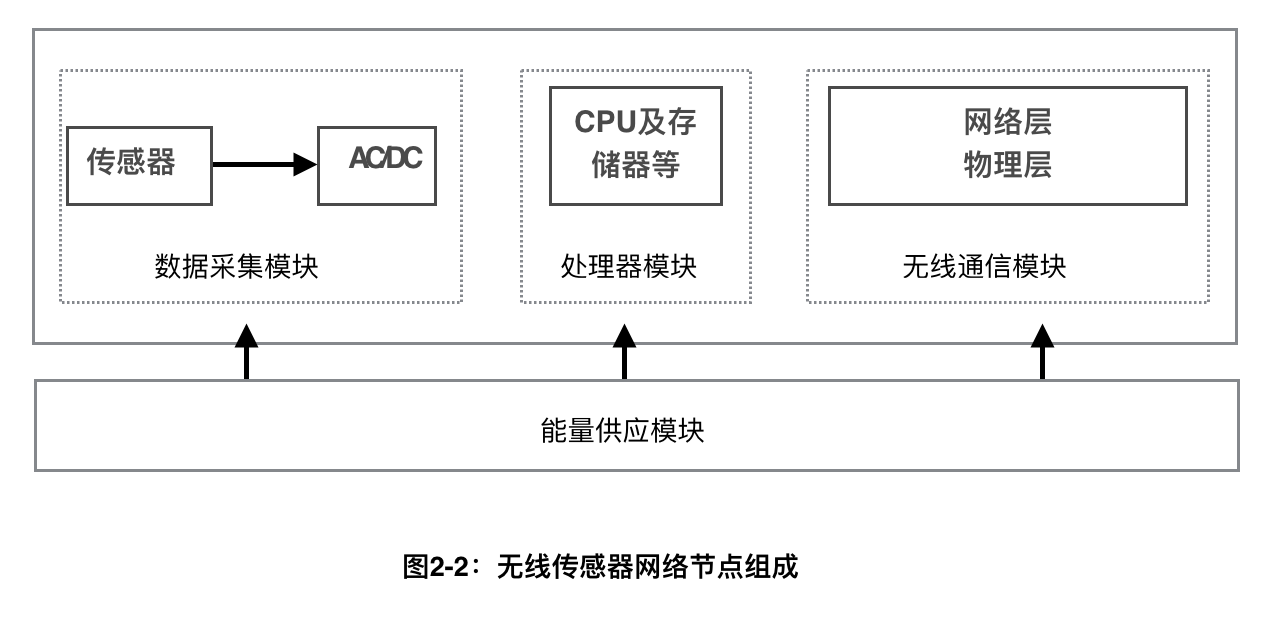 传感器
AC/DC
数据采集模块
CPU及存
储器等
处理器模块
网络层
物理层
无线通信模块
能量供应模块
图2-2：无线传感器网络节点组成